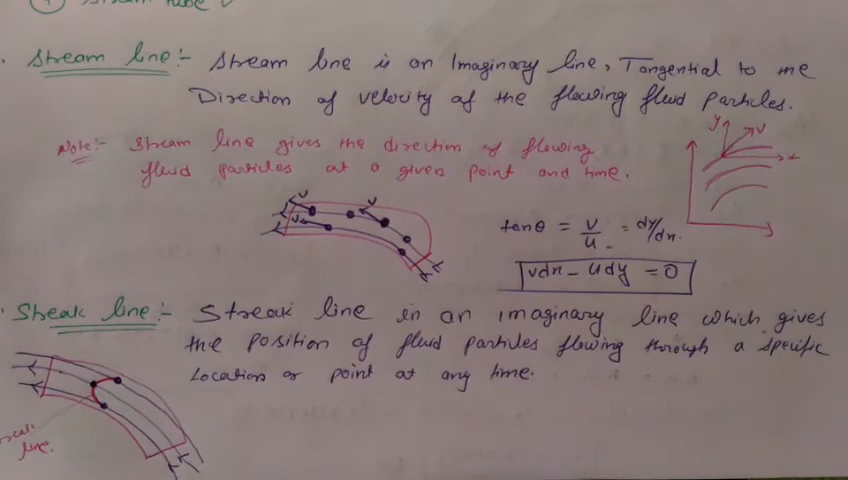 ④ Stream tube
Stream line :- Stream line is an Imaginary line, Tangential to the
Direction of velocity of the flowing fluid Particles.
Note:- Stream line gives the direction of flowing
fluid particles at a given point and time.
y
v
x
v
v
v
tanθ = v/u = dy/dx.
vdx - udy = 0
Streak line :- Streak line is an imaginary line which gives
the position of fluid particles flowing through a specific
Location or point at any time.
line.